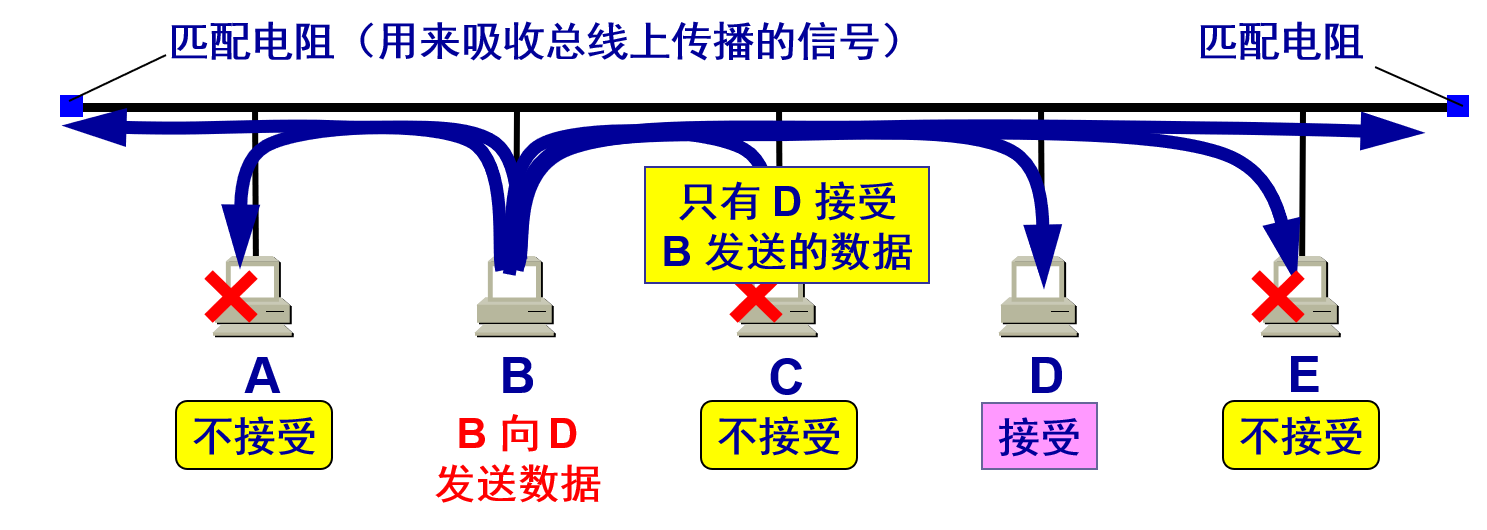 匹配电阻（用来吸收总线上传播的信号）
匹配电阻
只有 D 接受
B 发送的数据
A
B
C
D
E
不接受
B 向 D
发送数据
不接受
接受
不接受